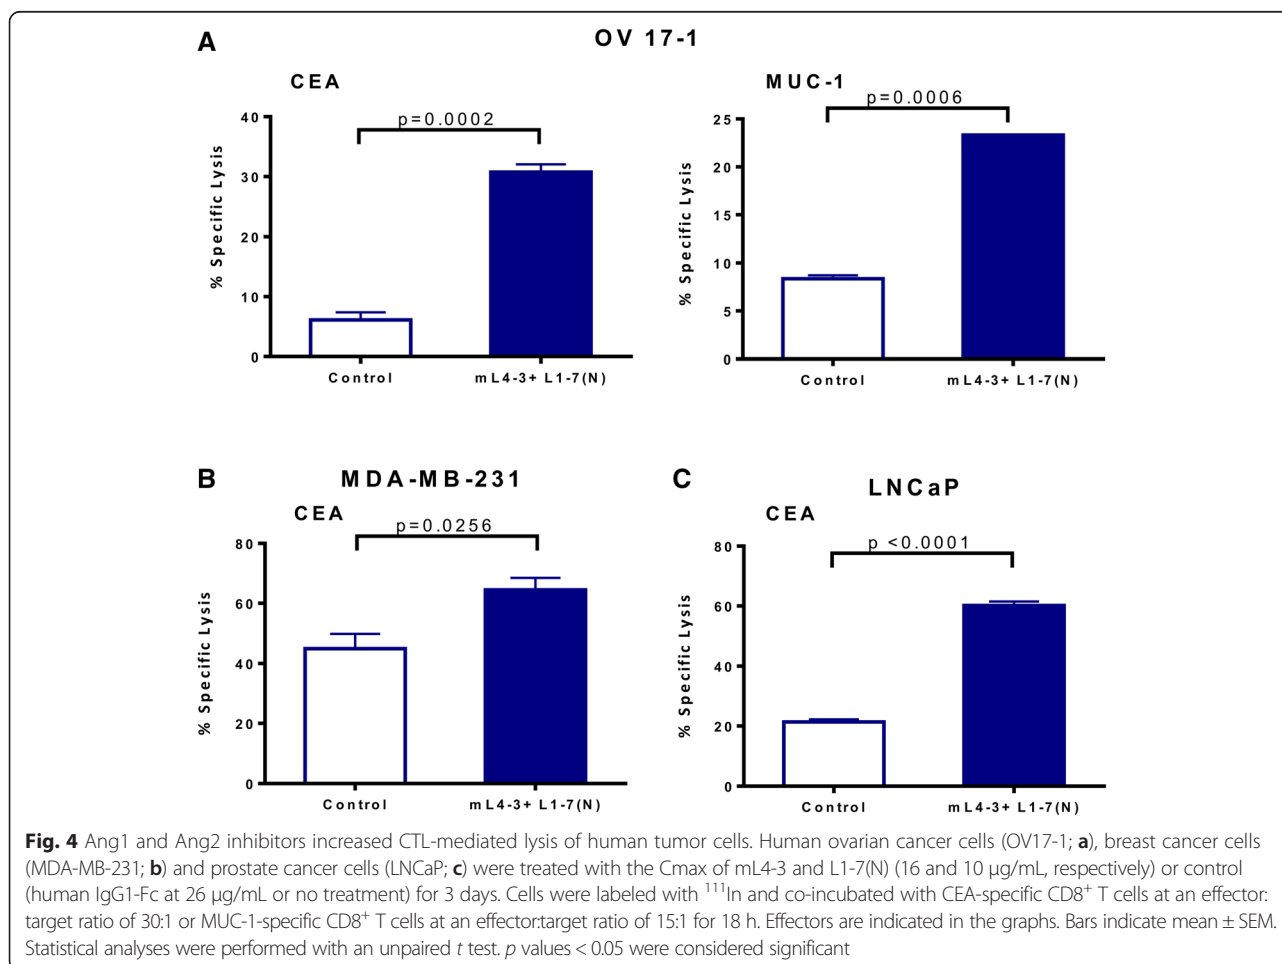 A
OV 17-1
CEA
p=0.0002
% Specific Lysis
40
30
20
10
0
Control
mL4-3+ L1-7(N)
MUC-1
p=0.0006
% Specific Lysis
25
20
15
10
5
0
Control
mL4-3+ L1-7(N)
B
MDA-MB-231
CEA
p=0.0256
% Specific Lysis
80
60
40
20
0
Control
mL4-3+ L1-7(N)
C
LNCaP
CEA
p <0.0001
% Specific Lysis
80
60
40
20
0
Control
mL4-3+ L1-7(N)
Fig. 4 Ang1 and Ang2 inhibitors increased CTL-mediated lysis of human tumor cells. Human ovarian cancer cells (OV17-1; a), breast cancer cells
(MDA-MB-231; b) and prostate cancer cells (LNCaP; c) were treated with the Cmax of mL4-3 and L1-7(N) (16 and 10 μg/mL, respectively) or control
(human IgG1-Fc at 26 μg/mL or no treatment) for 3 days. Cells were labeled with ¹¹¹In and co-incubated with CEA-specific CD8⁺ T cells at an effector:
target ratio of 30:1 or MUC-1-specific CD8⁺ T cells at an effector:target ratio of 15:1 for 18 h. Effectors are indicated in the graphs. Bars indicate mean ± SEM.
Statistical analyses were performed with an unpaired t test. p values < 0.05 were considered significant